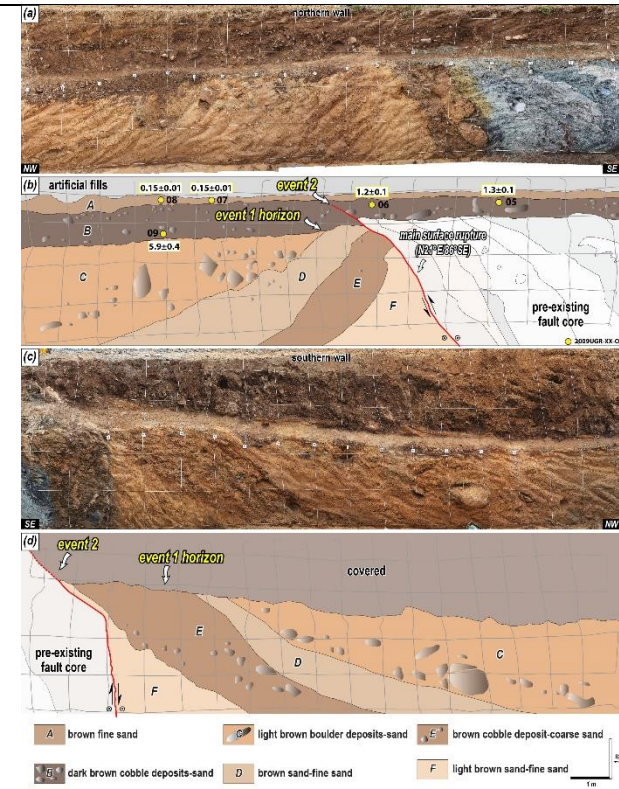 (a)
northern wall
NW
SE
(b)
artificial fills
0.15±0.01
0.15±0.01
event 2
1.2±0.1
1.3±0.1
A
08
07
06
05
event 1 horizon
B
09
5.9±0.4
main surface rupture
C
D
E
F
pre-existing
fault core
(c)
southern wall
SE
NW
(d)
event 2
event 1 horizon
covered
pre-existing
fault core
E
D
C
F
A brown fine sand
light brown boulder deposits-sand
E brown cobble deposit-coarse sand
dark brown cobble deposits-sand
D brown sand-fine sand
F light brown sand-fine sand
1 m
1 m